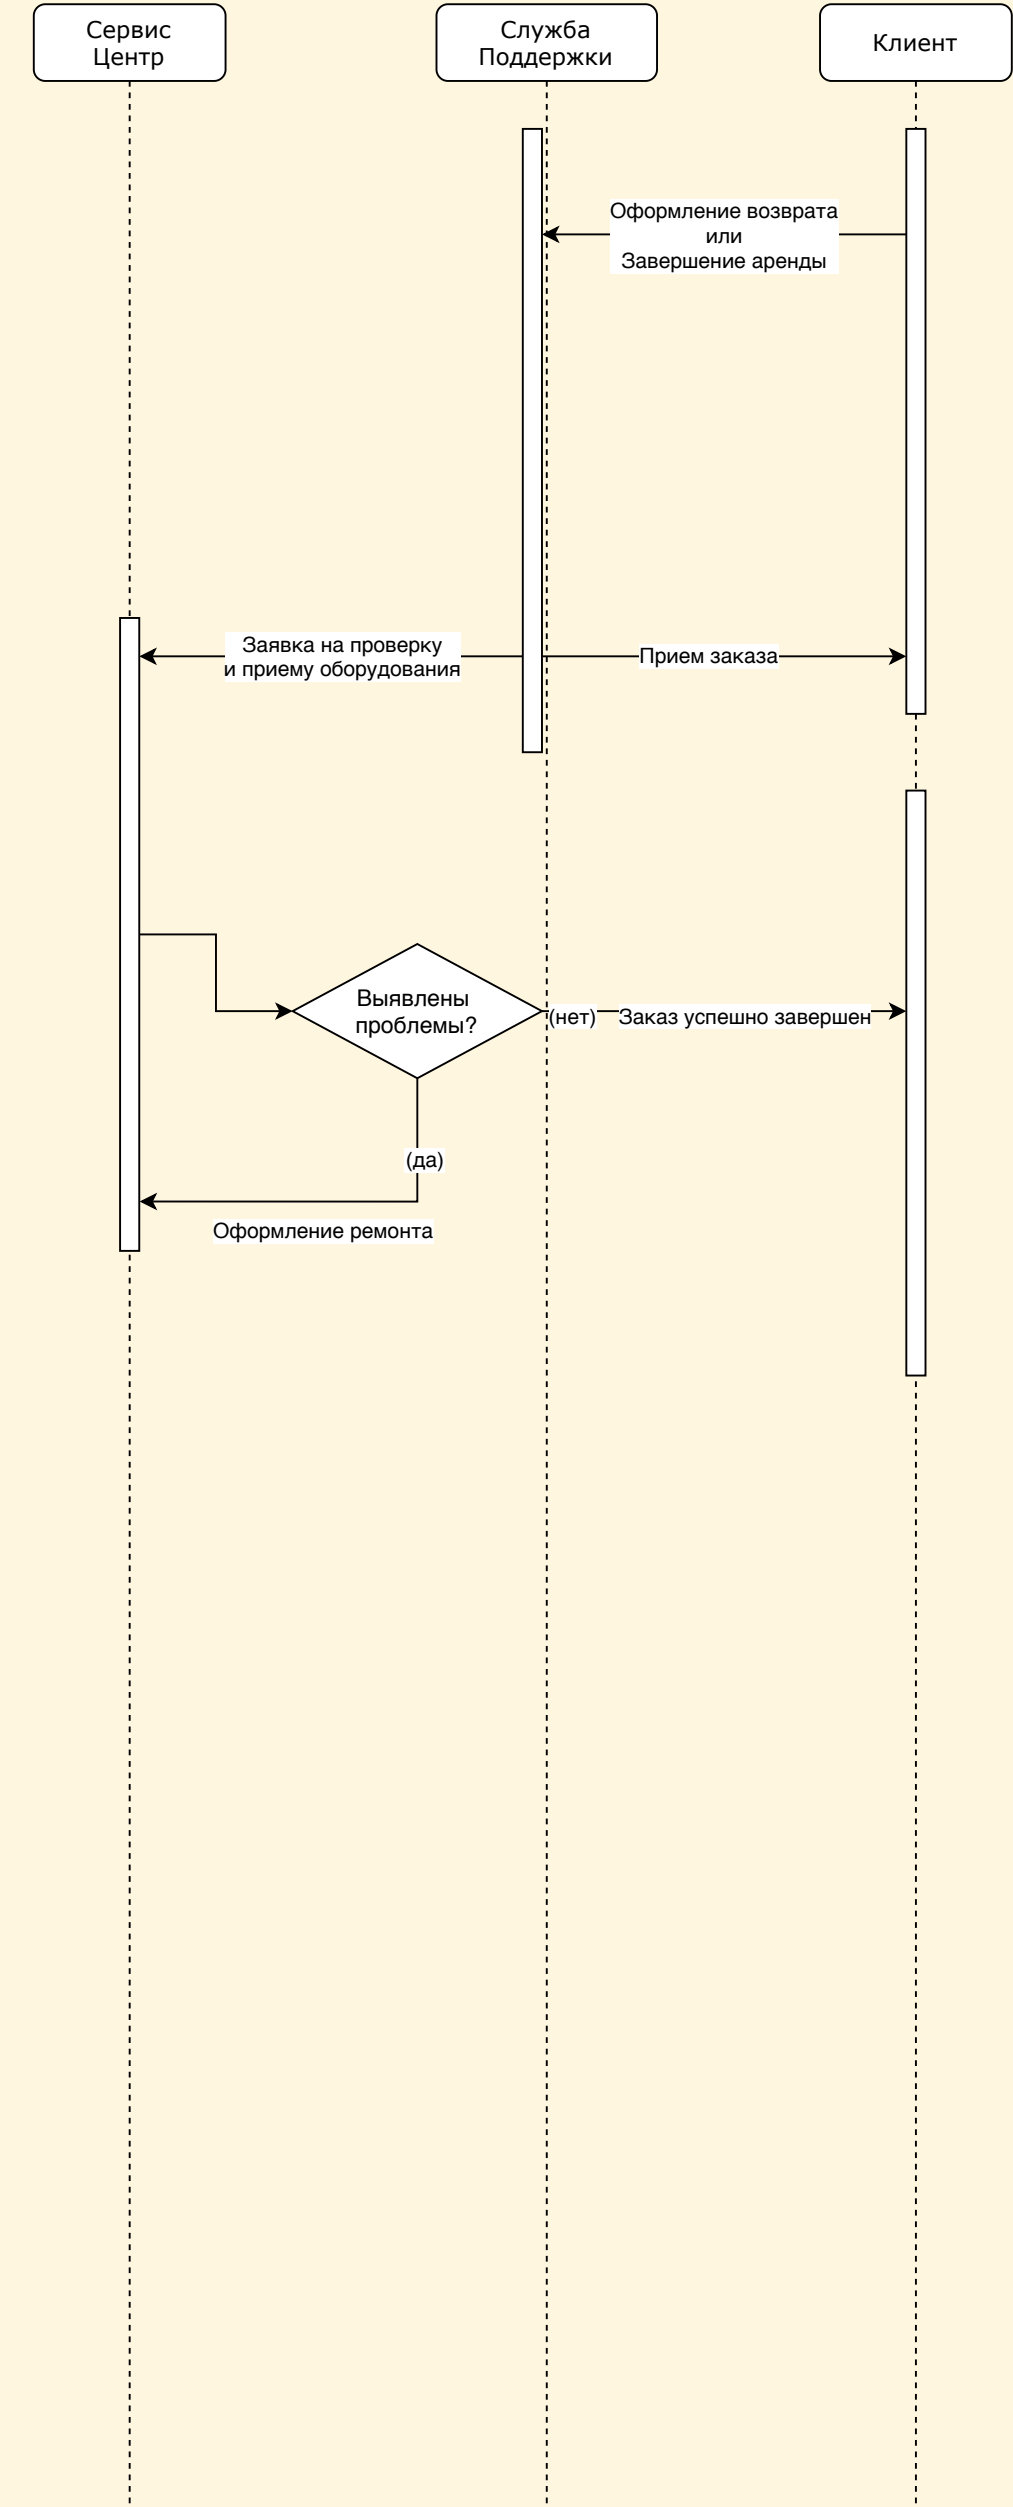 Сервис
Центр
Служба
Поддержки
Клиент
Оформление возврата
или
Завершение аренды
Заявка на проверку
и приему оборудования
Прием заказа
Выявлены
проблемы?
(нет)
Заказ успешно завершен
(да)
Оформление ремонта